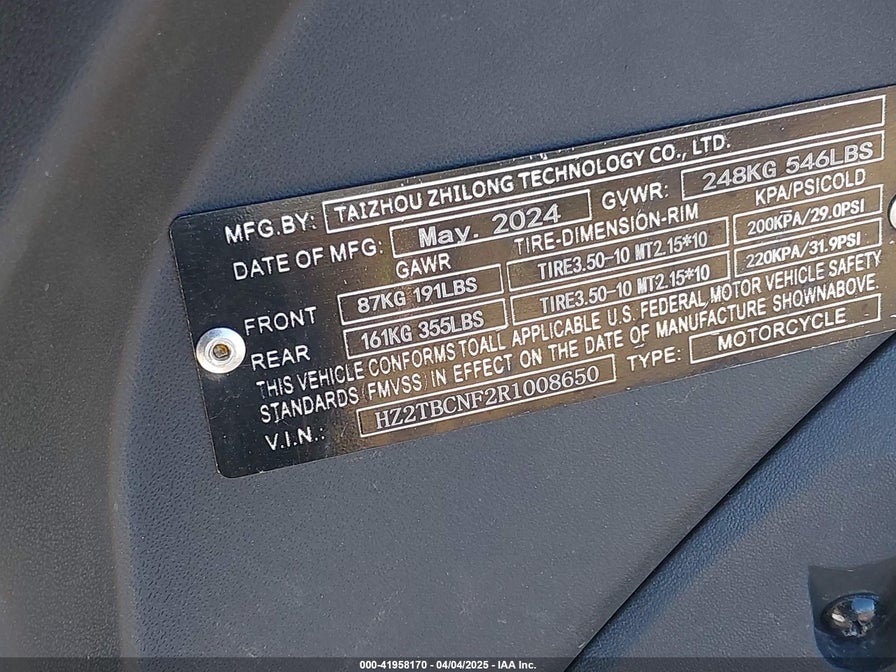 MFG.BY: TAIZHOU ZHILONG TECHNOLOGY CO., LTD.
DATE OF MFG: May. 2024 GVWR: 248KG 546LBS
GAWR TIRE-DIMENSION-RIM KPA/PSICOLD
FRONT 87KG 191LBS TIRE3.50-10 MT2.15*10 200KPA/29.0PSI
REAR 161KG 355LBS TIRE3.50-10 MT2.15*10 220KPA/31.9PSI
THIS VEHICLE CONFORMS TOALL APPLICABLE U.S. FEDERAL MOTOR VEHICLE SAFETY
STANDARDS (FMVSS) IN EFFECT ON THE DATE OF MANUFACTURE SHOWNABOVE.
V.I.N.: HZ2TBCNF2R1008650 TYPE: MOTORCYCLE
000-41958170 - 04/04/2025 - IAA Inc.